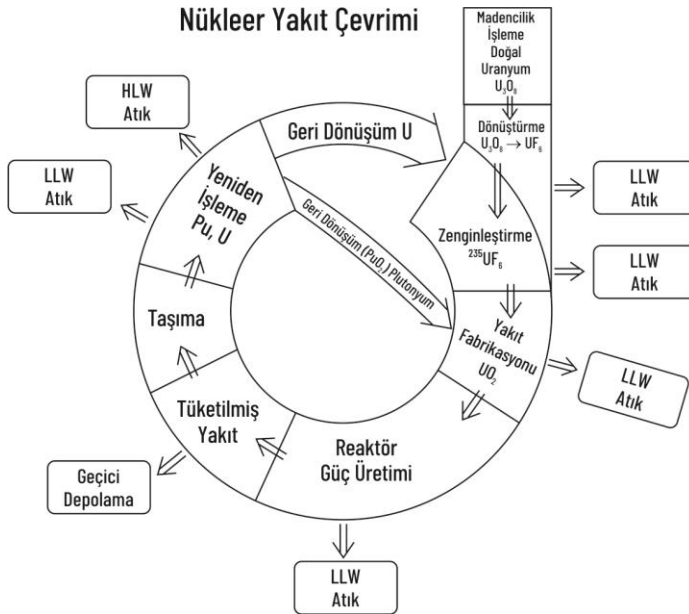 Nükleer Yakıt Çevrimi
Madencilik
İşleme
Doğal
Uranyum
U₃O₈
Dönüştürme
U₃O₈ → UF₆
LLW
Atık
Zenginleştirme
²³⁵UF₆
LLW
Atık
Yakıt
Fabrikasyonu
UO₂
LLW
Atık
Reaktör
Güç Üretimi
LLW
Atık
Tüketilmiş
Yakıt
Geçici
Depolama
Taşıma
Yeniden
İşleme
Pu, U
LLW
Atık
HLW
Atık
Geri Dönüşüm U
Geri Dönüşüm (PuO₂) Plutonyum